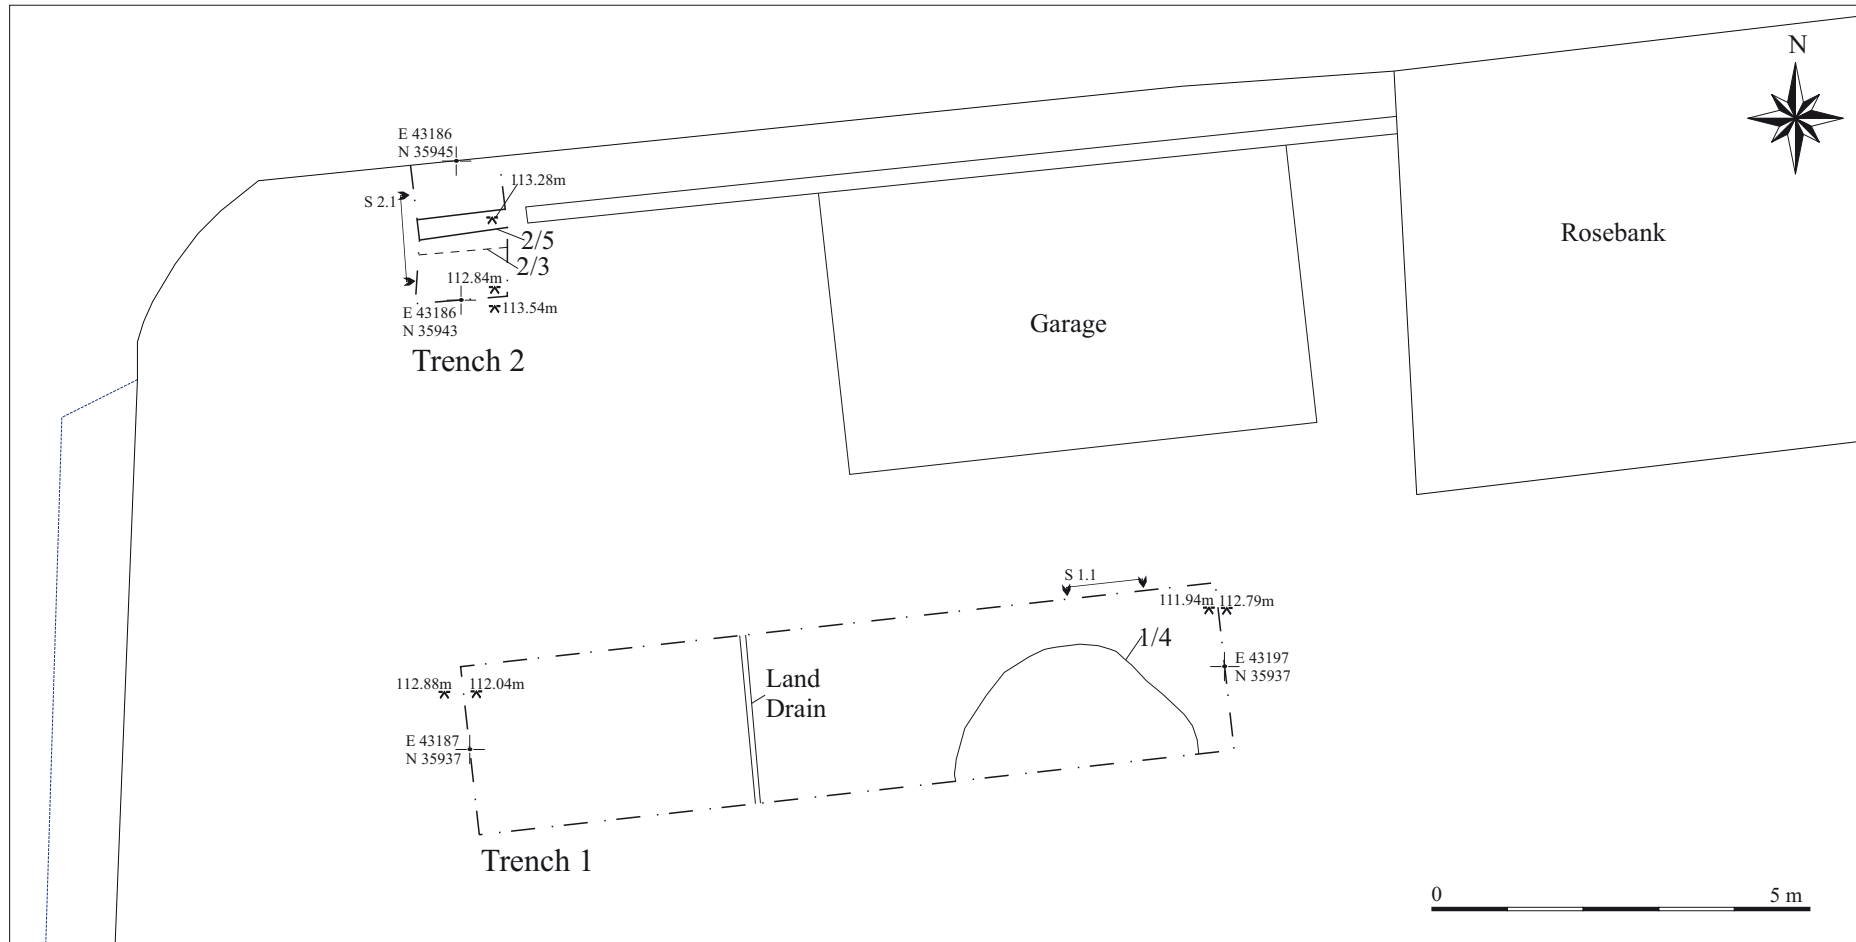 N
E 43186
N 35945
113.28m
S 2.1
2/5
2/3
112.84m
113.54m
E 43186
N 35943
Trench 2
Rosebank
Garage
S 1.1
111.94m 112.79m
1/4
E 43197
N 35937
112.88m 112.04m
Land
Drain
E 43187
N 35937
Trench 1
0 5 m